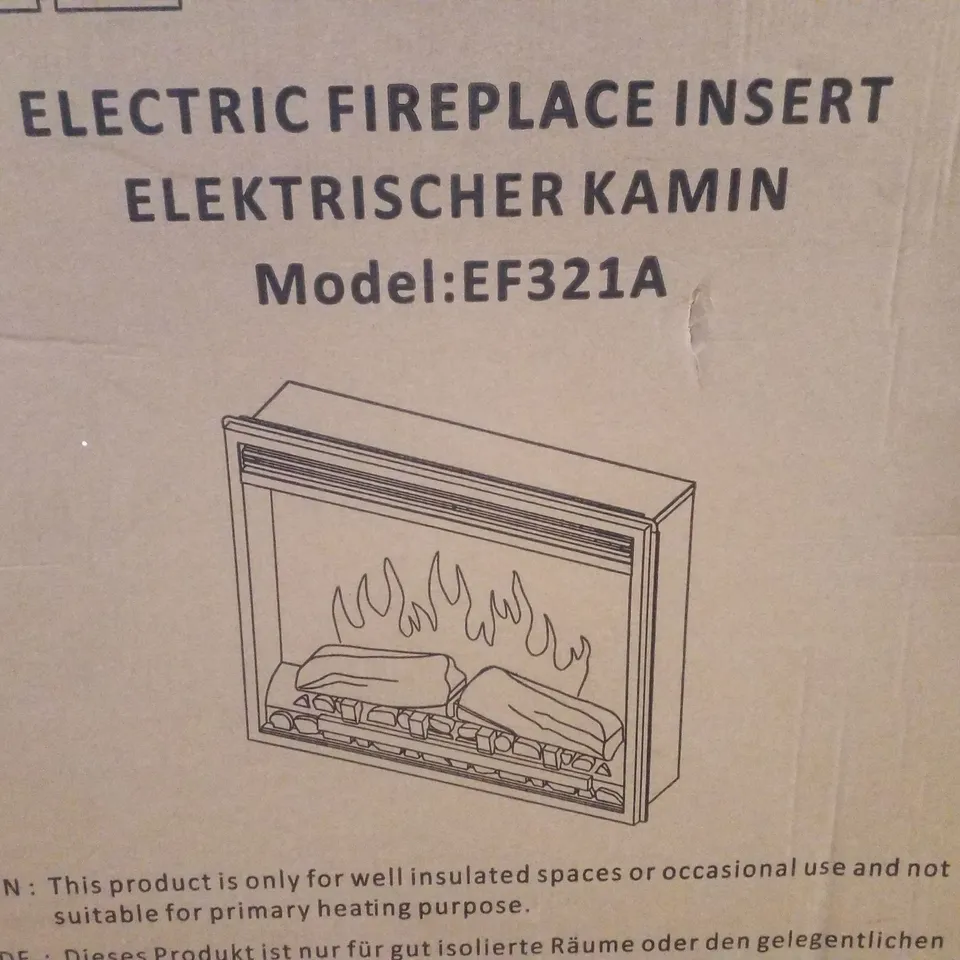 ELECTRIC FIREPLACE INSERT
ELEKTRISCHER KAMIN
Model:EF321A
N : This product is only for well insulated spaces or occasional use and not
suitable for primary heating purpose.
DE : Dieses Produkt ist nur für gut isolierte Räume oder den gelegentlichen